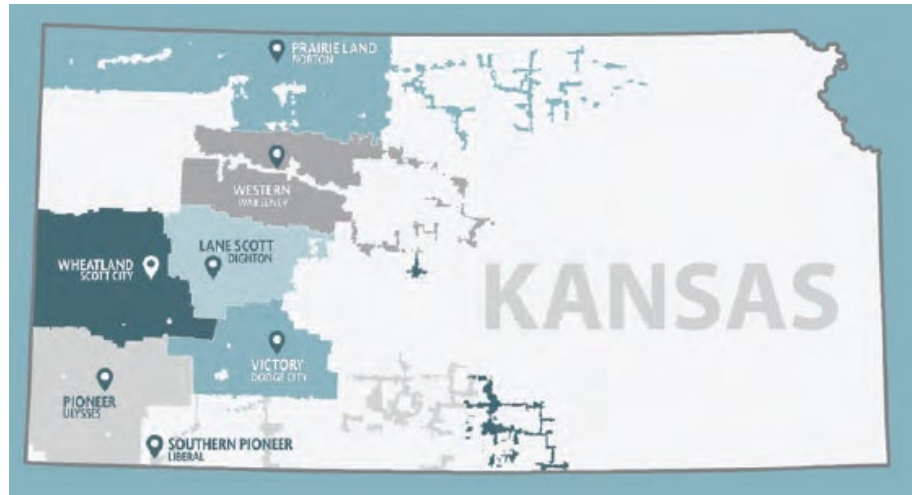 PRAIRIE LAND
NORTON
WESTERN
WAKEENEY
LANE SCOTT
DIGHTON
WHEATLAND
SCOTT CITY
KANSAS
VICTORY
DODGE CITY
PIONEER
ULYSSES
SOUTHERN PIONEER
LIBERAL